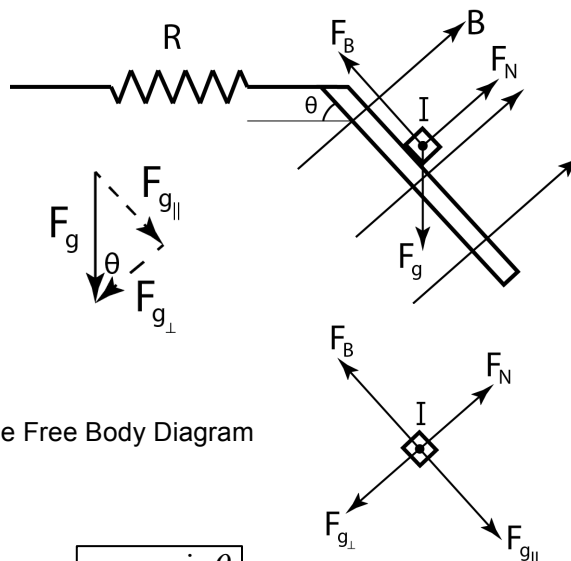 R
F_B
B
F_N
θ
I
F_g∥
F_g
θ
F_g⊥
F_g
F_B
F_N
I
e Free Body Diagram
F_g⊥
F_g∥